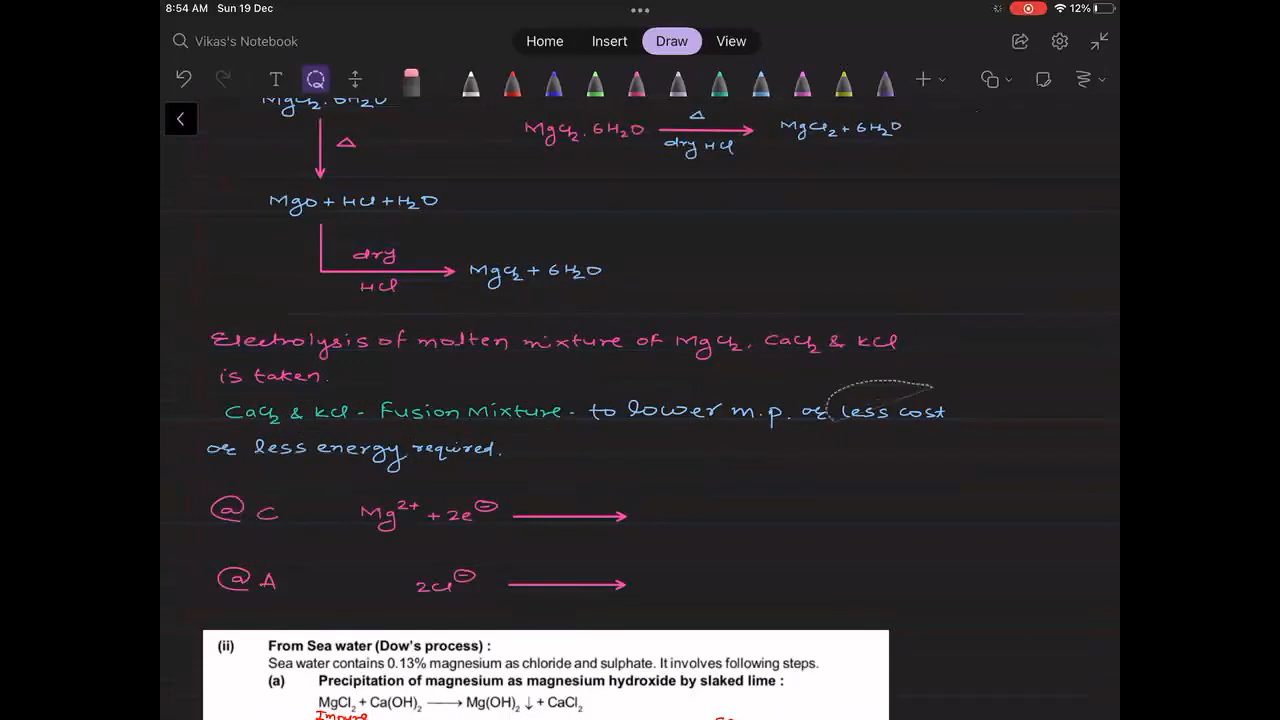 8:54 AM Sun 19 Dec
12%
Vikas's Notebook
Home Insert Draw View
MgCl2. 6H2O
MgCl2. 6H2O Δ dry HCl MgCl2 + 6H2O
Δ
MgO + HCl + H2O
dry
HCl
MgCl2 + 6H2O
Electrolysis of molten mixture of MgCl2, CaCl2 & KCl
is taken.
CaCl2 & KCl - Fusion Mixture - to lower m.p. or less cost
or less energy required.
@ C Mg2+ + 2e⊖ ⟶
@ A 2Cl⊖ ⟶
(ii) From Sea water (Dow's process) :
Sea water contains 0.13% magnesium as chloride and sulphate. It involves following steps.
(a) Precipitation of magnesium as magnesium hydroxide by slaked lime :
MgCl2 + Ca(OH)2 ⟶ Mg(OH)2 ↓ + CaCl2
Impure